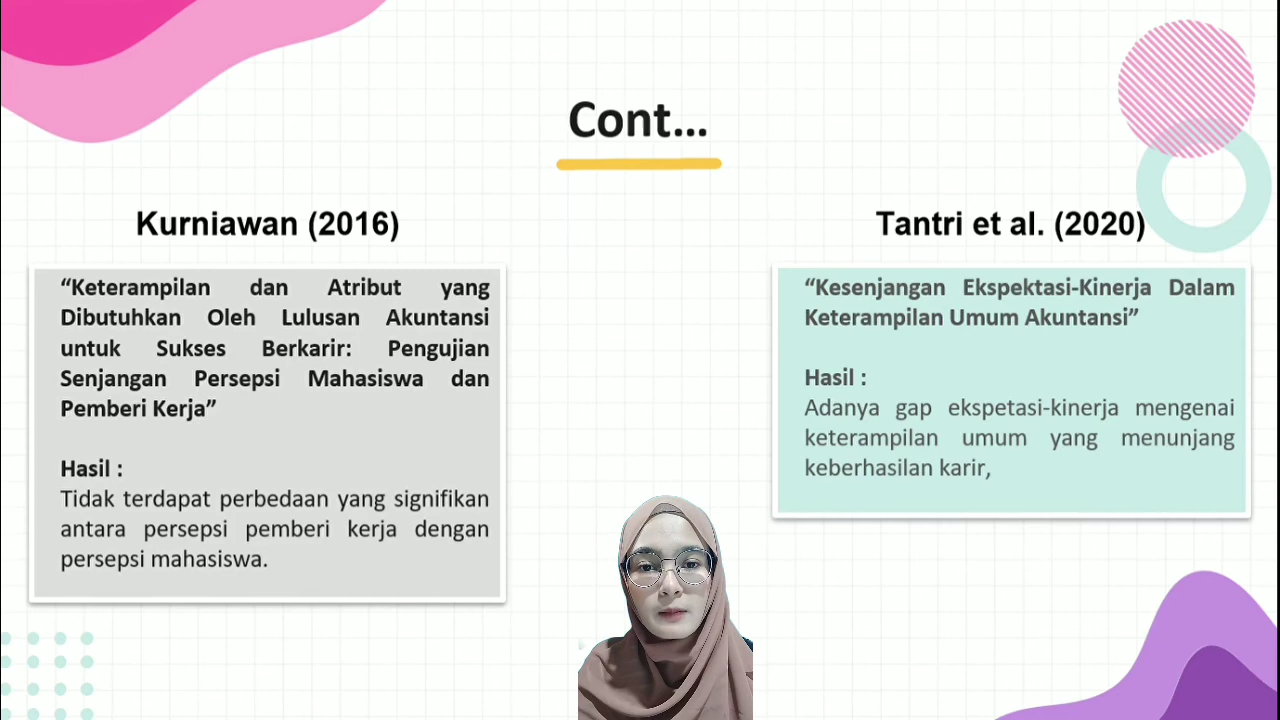 Cont...
Kurniawan (2016)
“Keterampilan dan Atribut yang
Dibutuhkan Oleh Lulusan Akuntansi
untuk Sukses Berkarir: Pengujian
Senjangan Persepsi Mahasiswa dan
Pemberi Kerja”
Hasil :
Tidak terdapat perbedaan yang signifikan
antara persepsi pemberi kerja dengan
persepsi mahasiswa.
Tantri et al. (2020)
“Kesenjangan Ekspektasi-Kinerja Dalam
Keterampilan Umum Akuntansi”
Hasil :
Adanya gap ekspetasi-kinerja mengenai
keterampilan umum yang menunjang
keberhasilan karir,